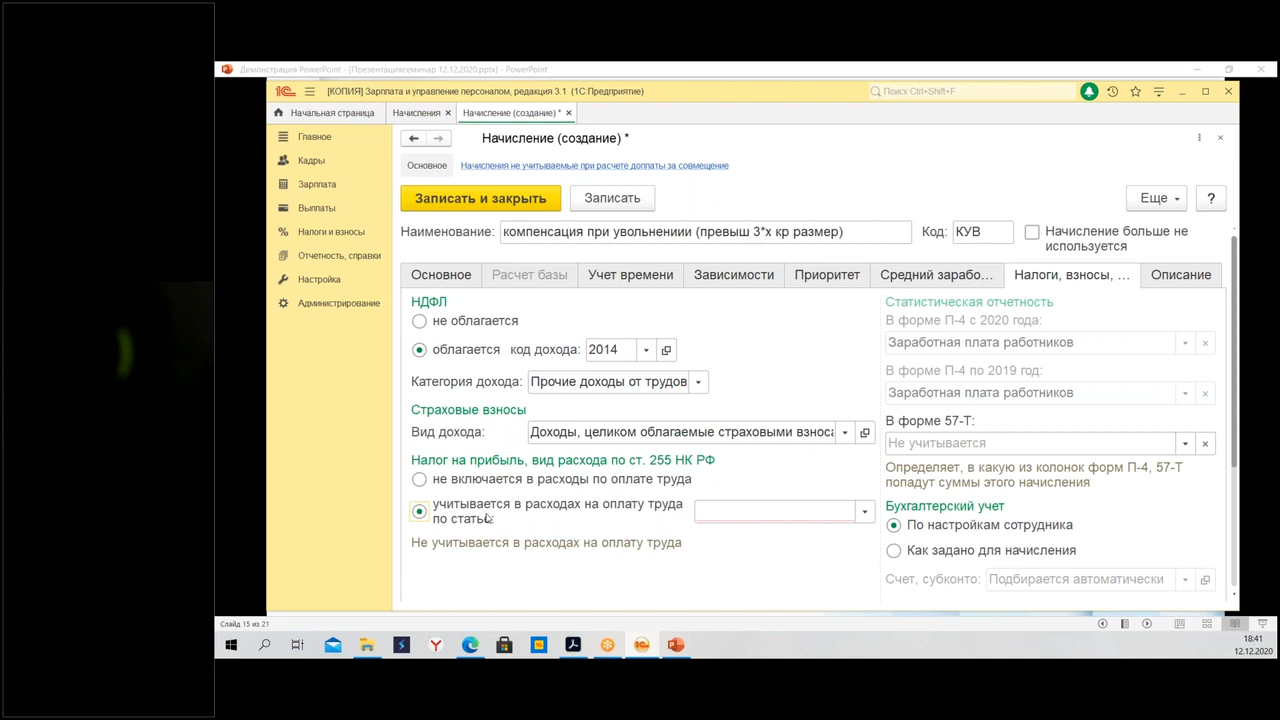 Демонстрация PowerPoint - [Презентациясеминар 12.12.2020.pptx] - PowerPoint
1С [КОПИЯ] Зарплата и управление персоналом, редакция 3.1 (1С:Предприятие)
Поиск Ctrl+Shift+F
Начальная страница
Начисления ×
Начисление (создание) * ×
Главное
Кадры
Зарплата
Выплаты
Налоги и взносы
Отчетность, справки
Настройка
Администрирование
Начисление (создание) *
Основное
Начисления не учитываемые при расчете доплаты за совмещение
Записать и закрыть
Записать
Еще
?
Наименование: компенсация при увольнениии (превыш 3*х кр размер)
Код: КУВ
Начисление больше не
используется
Основное
Расчет базы
Учет времени
Зависимости
Приоритет
Средний зарабо...
Налоги, взносы, ...
Описание
НДФЛ
не облагается
облагается код дохода: 2014
Категория дохода: Прочие доходы от трудов
Страховые взносы
Вид дохода: Доходы, целиком облагаемые страховыми взноса
Налог на прибыль, вид расхода по ст. 255 НК РФ
не включается в расходы по оплате труда
учитывается в расходах на оплату труда
по статье:
Не учитывается в расходах на оплату труда
Статистическая отчетность
В форме П-4 с 2020 года:
Заработная плата работников
В форме П-4 по 2019 год:
Заработная плата работников
В форме 57-Т:
Не учитывается
Определяет, в какую из колонок форм П-4, 57-Т
попадут суммы этого начисления
Бухгалтерский учет
По настройкам сотрудника
Как задано для начисления
Счет, субконто: Подбирается автоматически
Слайд 15 из 21
18:41
12.12.2020